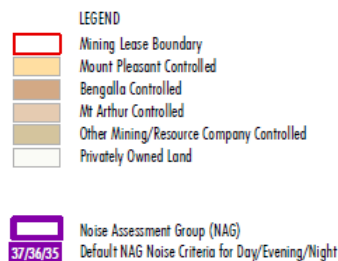 LEGEND
Mining Lease Boundary
Mount Pleasant Controlled
Bengalla Controlled
Mt Arthur Controlled
Other Mining/Resource Company Controlled
Privately Owned Land
Noise Assessment Group (NAG)
37/36/35 Default NAG Noise Criteria for Day/Evening/Night